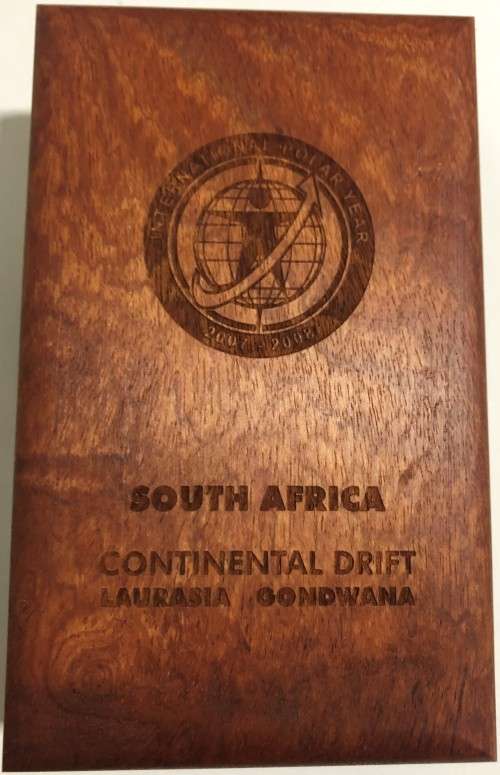 INTERNATIONAL POLAR YEAR
2007 - 2008
SOUTH AFRICA
CONTINENTAL DRIFT
LAURASIA GONDWANA